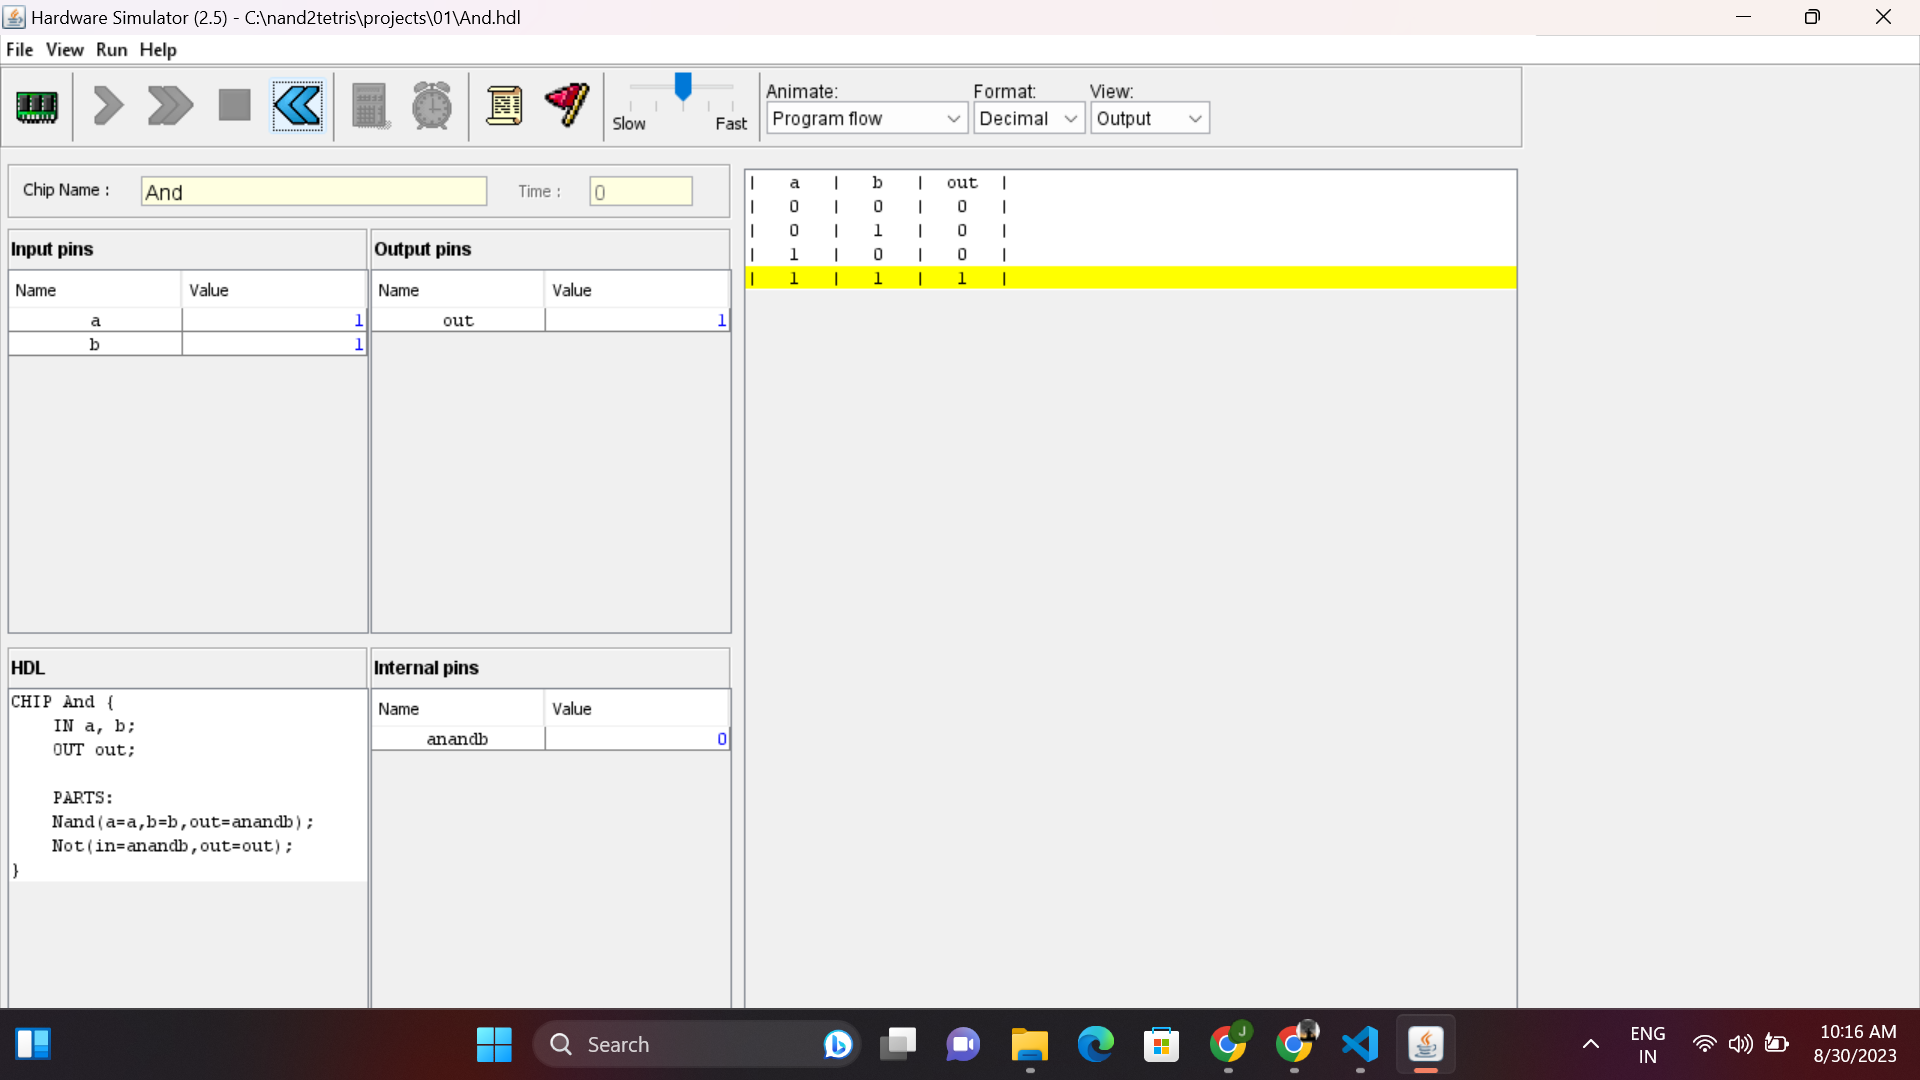 Hardware Simulator (2.5) - C:\nand2tetris\projects\01\And.hdl
File View Run Help
Slow Fast
Animate: Format: View:
Program flow Decimal Output
Chip Name : And Time : 0
Input pins
Name Value
a 1
b 1
Output pins
Name Value
out 1
| a | b | out |
| 0 | 0 | 0 |
| 0 | 1 | 0 |
| 1 | 0 | 0 |
| 1 | 1 | 1 |
HDL
CHIP And {
    IN a, b;
    OUT out;

    PARTS:
    Nand(a=a,b=b,out=anandb);
    Not(in=anandb,out=out);
}
Internal pins
Name Value
anandb 0
Search
J
ENG
IN
10:16 AM
8/30/2023